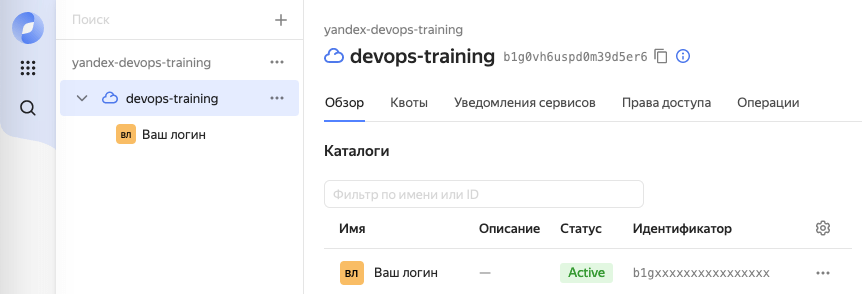 Поиск
yandex-devops-training
devops-training
ВЛ Ваш логин
yandex-devops-training
devops-training b1g0vh6uspd0m39d5er6
Обзор Квоты Уведомления сервисов Права доступа Операции
Каталоги
Фильтр по имени или ID
Имя Описание Статус Идентификатор
ВЛ Ваш логин — Active b1gxxxxxxxxxxxxxxxxx